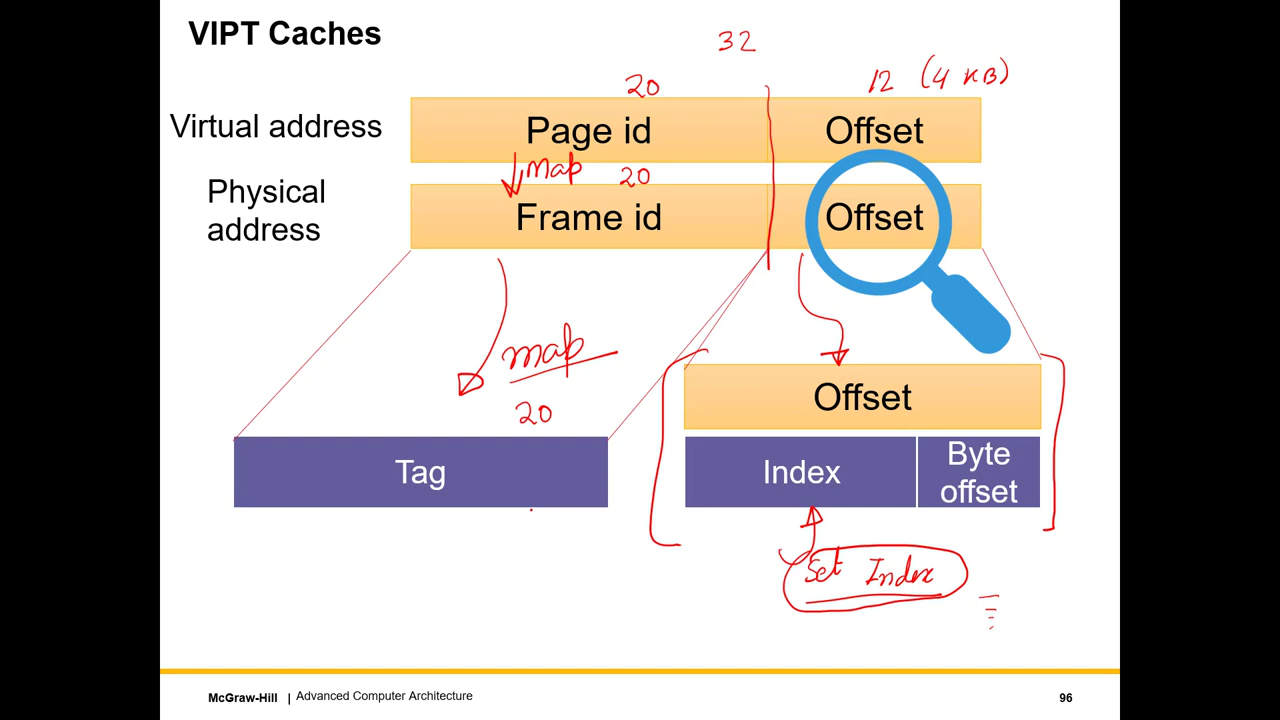 VIPT Caches
32
20
12 (4 KB)
Virtual address
Page id
Offset
map
20
Physical
address
Frame id
Offset
map
20
Offset
Tag
Index
Byte
offset
Set Index
McGraw-Hill | Advanced Computer Architecture
96